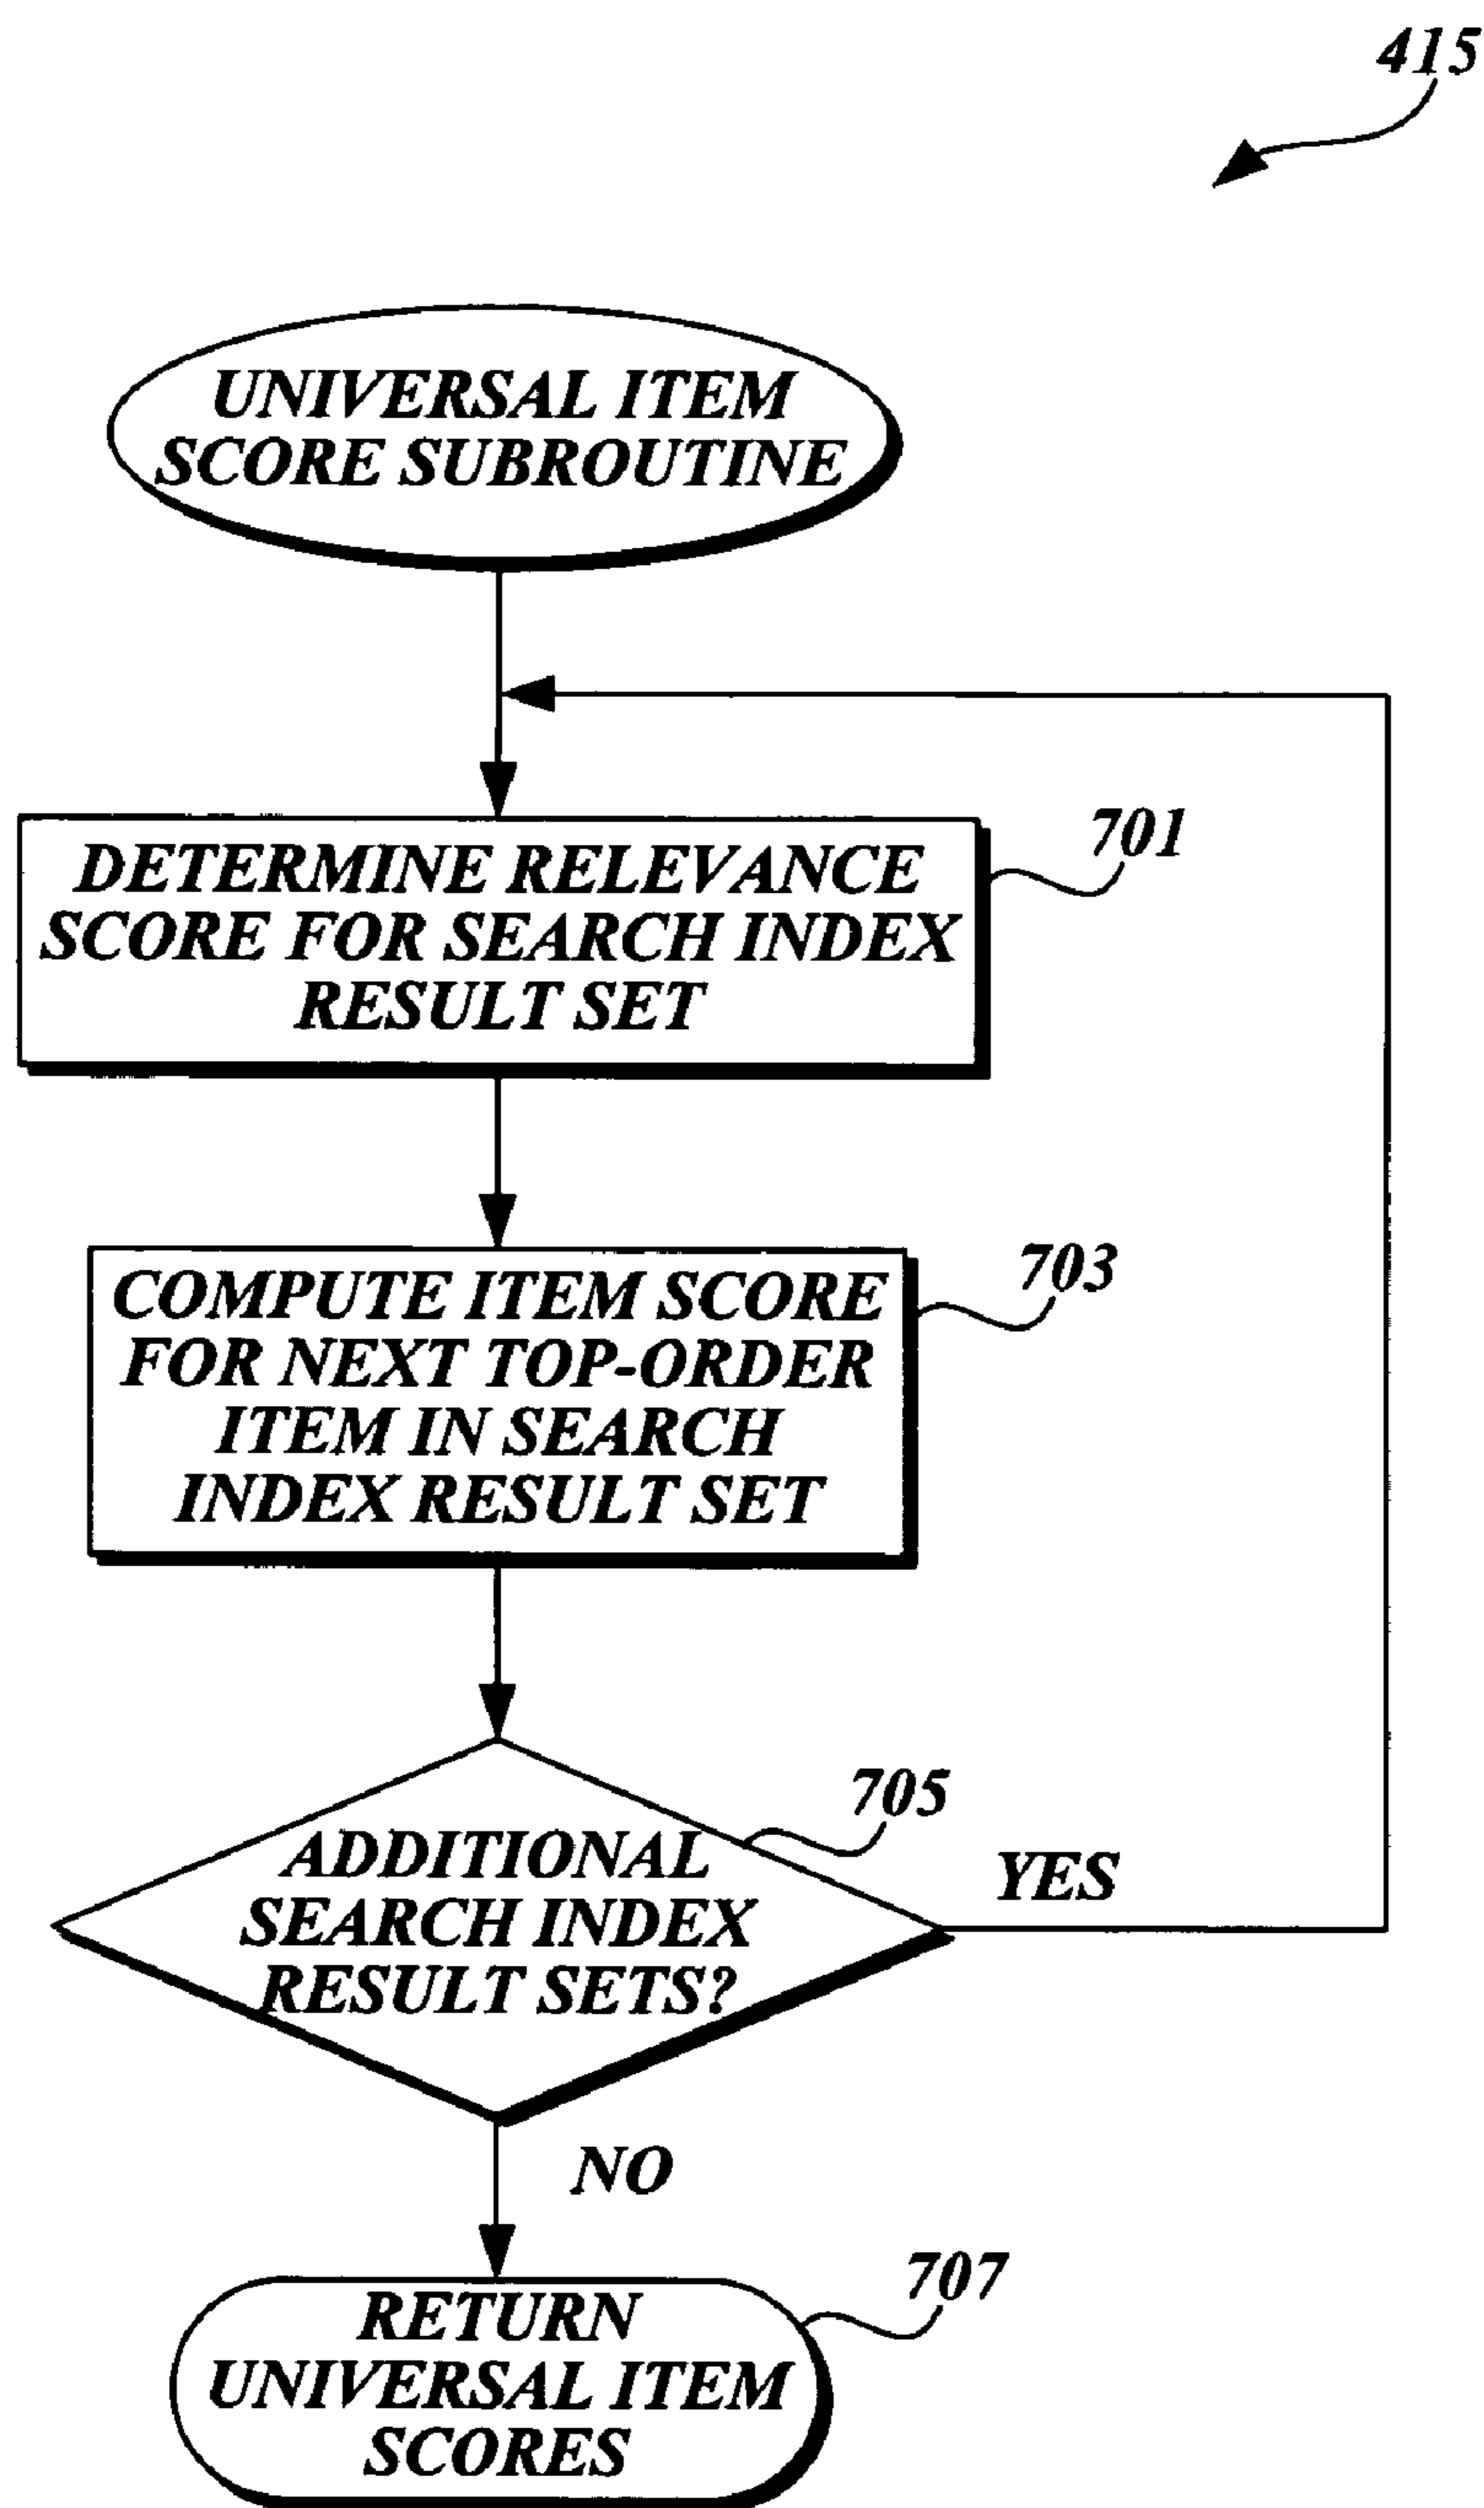 415
UNIVERSAL ITEM
SCORE SUBROUTINE
701
DETERMINE RELEVANCE
SCORE FOR SEARCH INDEX
RESULT SET
703
COMPUTE ITEM SCORE
FOR NEXT TOP-ORDER
ITEM IN SEARCH
INDEX RESULT SET
705
ADDITIONAL
SEARCH INDEX
RESULT SETS?
YES
NO
707
RETURN
UNIVERSAL ITEM
SCORES